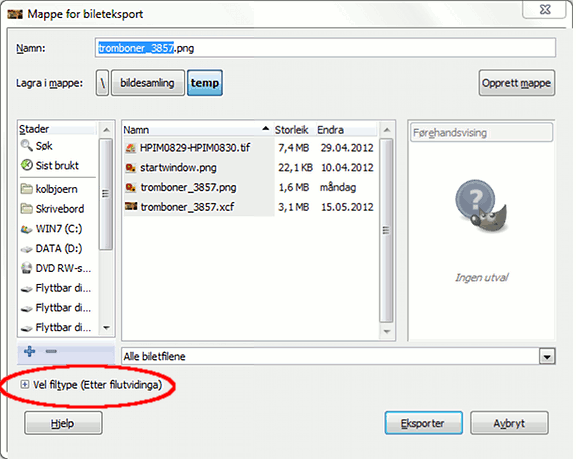 Mappe for bileteksport
Namn: tromboner_3857.png
Lagra i mappe: \ bildesamling temp Opprett mappe
Stader
Søk
Sist brukt
kolbjoern
Skrivebord
WIN7 (C:)
DATA (D:)
DVD RW-s...
Flyttbar di...
Flyttbar di...
Flyttbar di...
Namn Storleik Endra
HPIM0829-HPIM0830.tif 7,4 MB 29.04.2012
startwindow.png 22,1 KB 10.04.2012
tromboner_3857.png 1,6 MB måndag
tromboner_3857.xcf 3,1 MB 15.05.2012
Førehandsvising
Ingen utval
Alle biletfilene
Vel filtype (Etter filutvidinga)
Hjelp Eksporter Avbryt